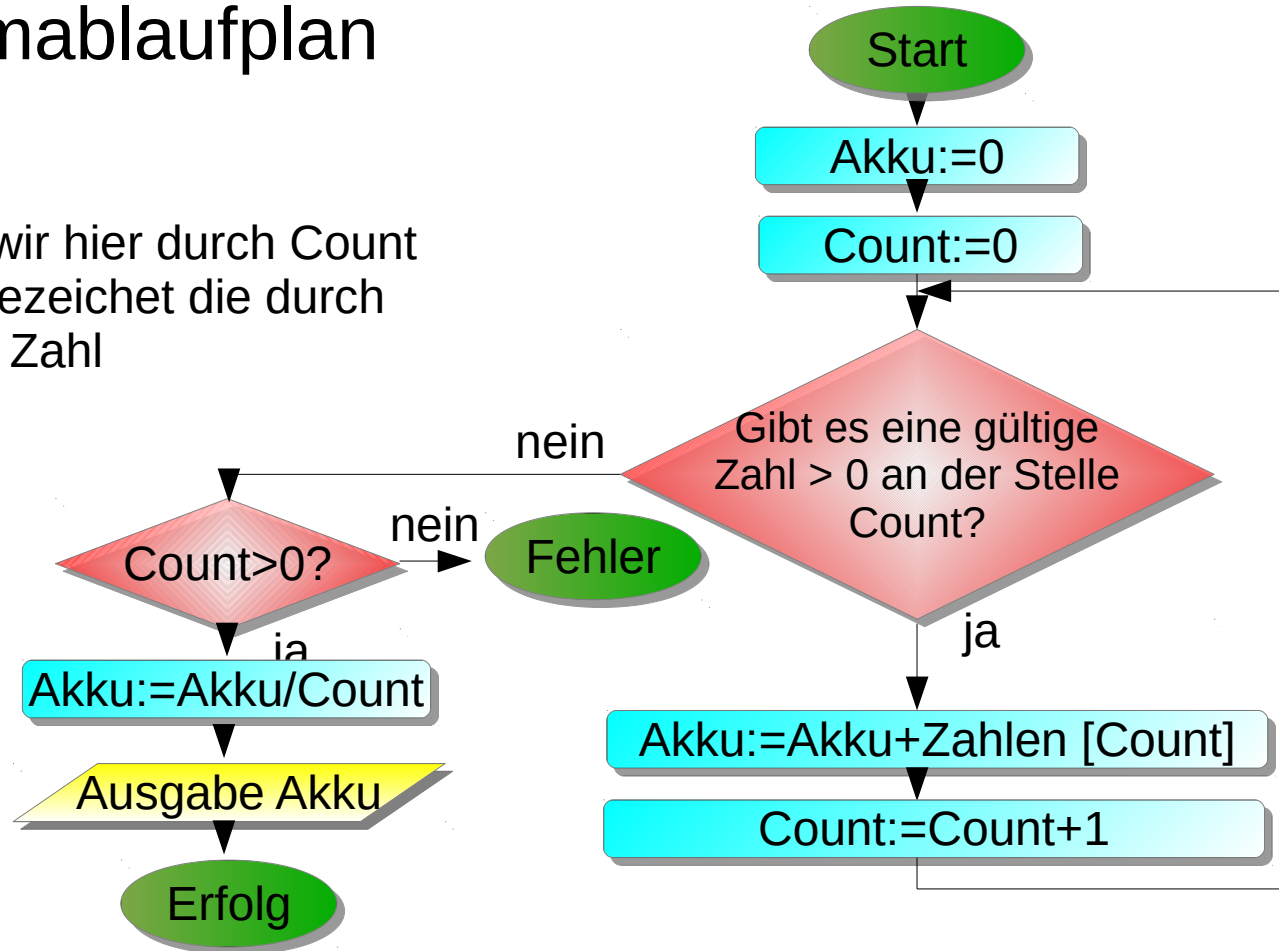 mablaufplan
wir hier durch Count
ezeichet die durch
Zahl
Start
Akku:=0
Count:=0
Gibt es eine gültige
Zahl > 0 an der Stelle
Count?
nein
ja
Count>0?
nein
Fehler
ja
Akku:=Akku/Count
Ausgabe Akku
Erfolg
Akku:=Akku+Zahlen [Count]
Count:=Count+1